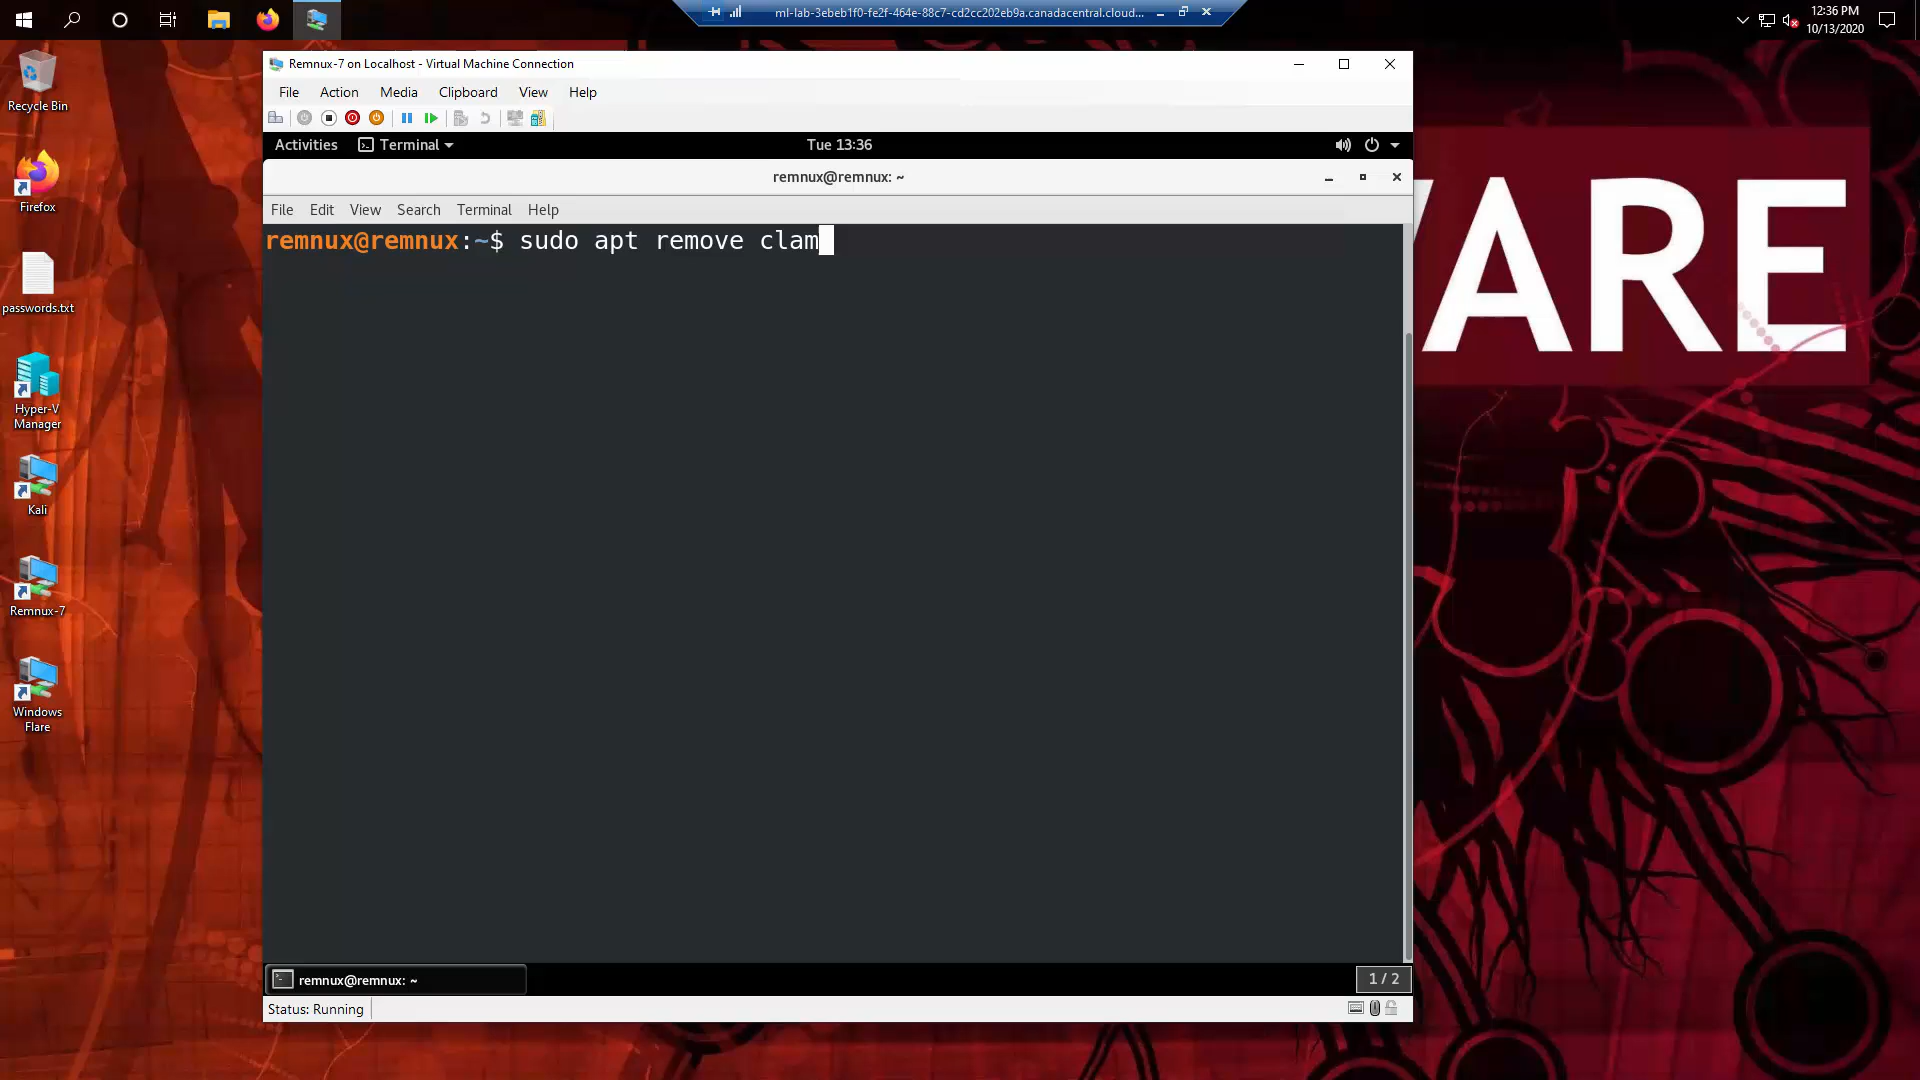 ml-lab-3ebeb1f0-fe2f-464e-88c7-cd2cc202eb9a.canadacentral.cloud...
12:36 PM
10/13/2020
Recycle Bin
Firefox
passwords.txt
Hyper-V
Manager
Kali
Remnux-7
Windows
Flare
Remnux-7 on Localhost - Virtual Machine Connection
File Action Media Clipboard View Help
Activities Terminal Tue 13:36
remnux@remnux: ~
File Edit View Search Terminal Help
remnux@remnux:~$ sudo apt remove clam
remnux@remnux: ~
1 / 2
Status: Running
ARE